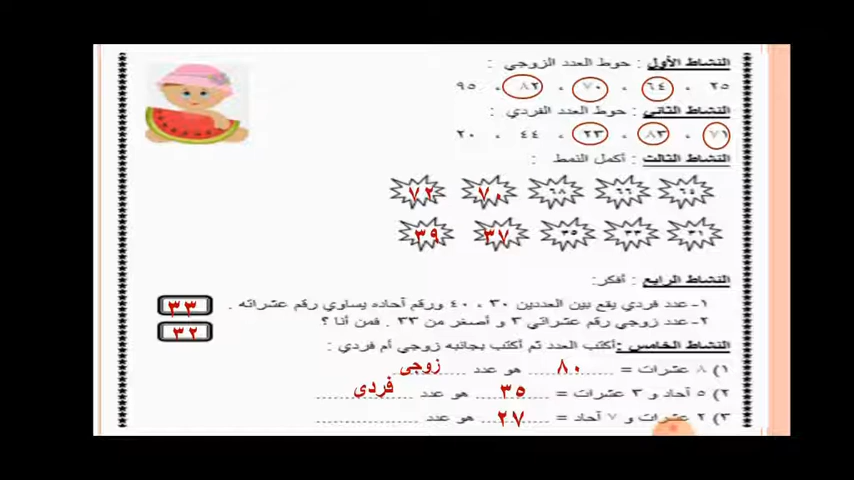 النشاط الأول : حوط العدد الزوجي :
٢٥ ، ٦٤ ، ٧٠ ، ٨٢ ، ٩٥
النشاط الثاني : حوط العدد الفردي :
٧١ ، ٨٣ ، ٢٣ ، ٤٤ ، ٢٠
النشاط الثالث : أكمل النمط :
٦٤ ٦٦ ٦٨ ٧٠ ٧٢
٣١ ٣٣ ٣٥ ٣٧ ٣٩
النشاط الرابع : أفكر:
١- عدد فردي يقع بين العددين ٣٠ ، ٤٠ ورقم آحاده يساوي رقم عشراته . ٣٣
٢- عدد زوجي رقم عشراتي ٣ و أصغر من ٣٣ . فمن أنا ؟ ٣٢
النشاط الخامس :أكتب العدد ثم أكتب بجانبه زوجي أم فردي :
١) ٨ عشرات = ٨٠ هو عدد زوجى
٢) ٥ آحاد و ٣ عشرات = ٣٥ هو عدد فردى
٣) ٢ عشرات و ٧ آحاد = ٢٧ هو عدد